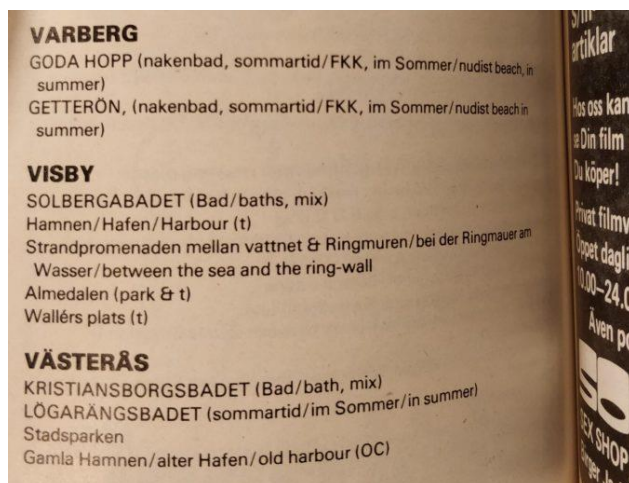 VARBERG
GODA HOPP (nakenbad, sommartid/FKK, im Sommer/nudist beach, in
summer)
GETTERÖN, (nakenbad, sommartid/FKK, im Sommer/nudist beach in
summer)
VISBY
SOLBERGABADET (Bad/baths, mix)
Hamnen/Hafen/Harbour (t)
Strandpromenaden mellan vattnet & Ringmuren/bei der Ringmauer am
Wasser/between the sea and the ring-wall
Almedalen (park & t)
Wallérs plats (t)
VÄSTERÅS
KRISTIANSBORGSBADET (Bad/bath, mix)
LÖGARÄNGSBADET (sommartid/im Sommer/in summer)
Stadsparken
Gamla Hamnen/alter Hafen/old harbour (OC)
artiklar
Hos oss kan
Din film
Du köper!
Privat
Öppet
10.00–24.0
Även
SHOP